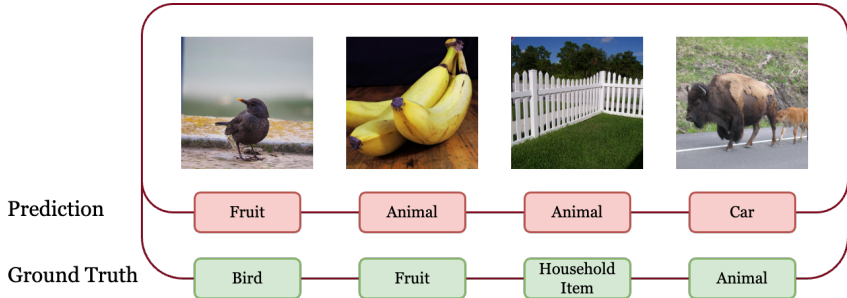 Prediction
Fruit
Animal
Animal
Car
Ground Truth
Bird
Fruit
Household
Item
Animal